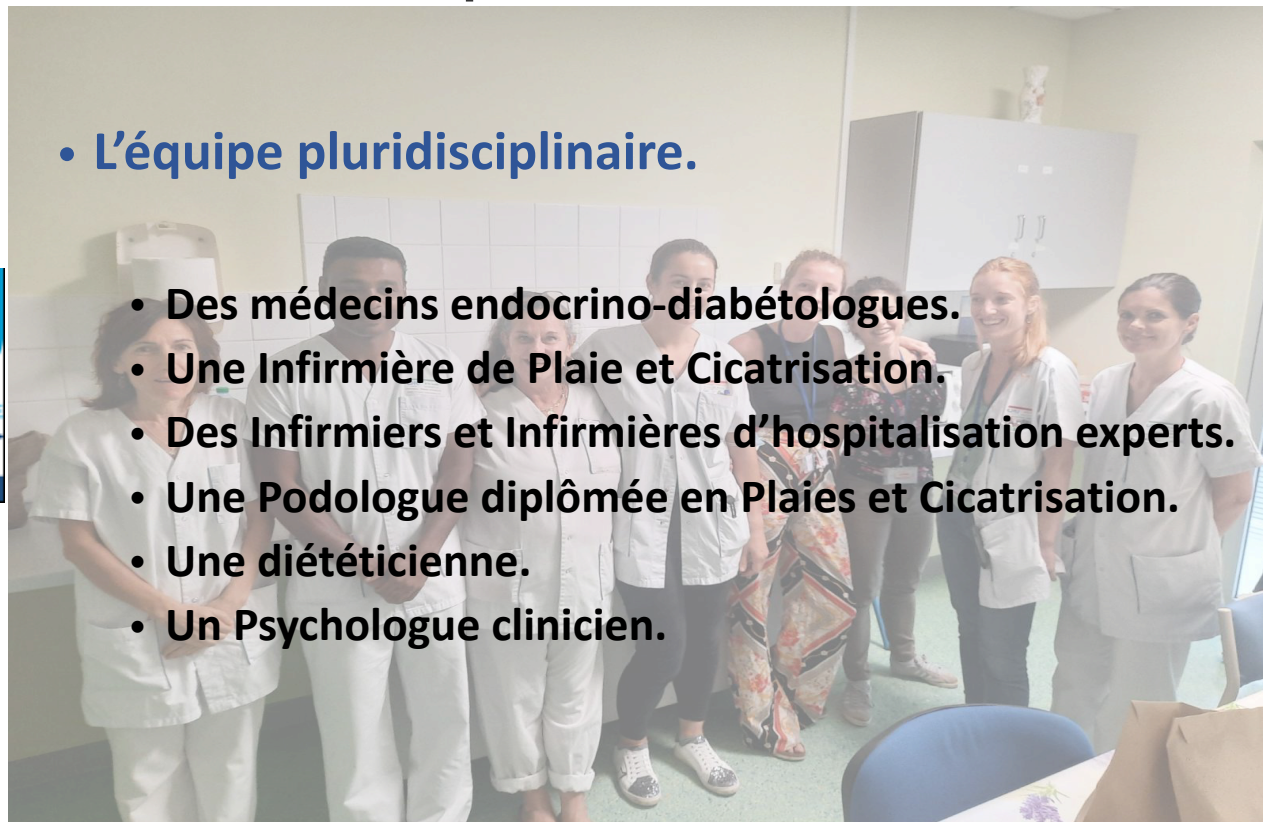 • L’équipe pluridisciplinaire.
• Des médecins endocrino-diabétologues.
• Une Infirmière de Plaie et Cicatrisation.
• Des Infirmiers et Infirmières d’hospitalisation experts.
• Une Podologue diplômée en Plaies et Cicatrisation.
• Une diététicienne.
• Un Psychologue clinicien.